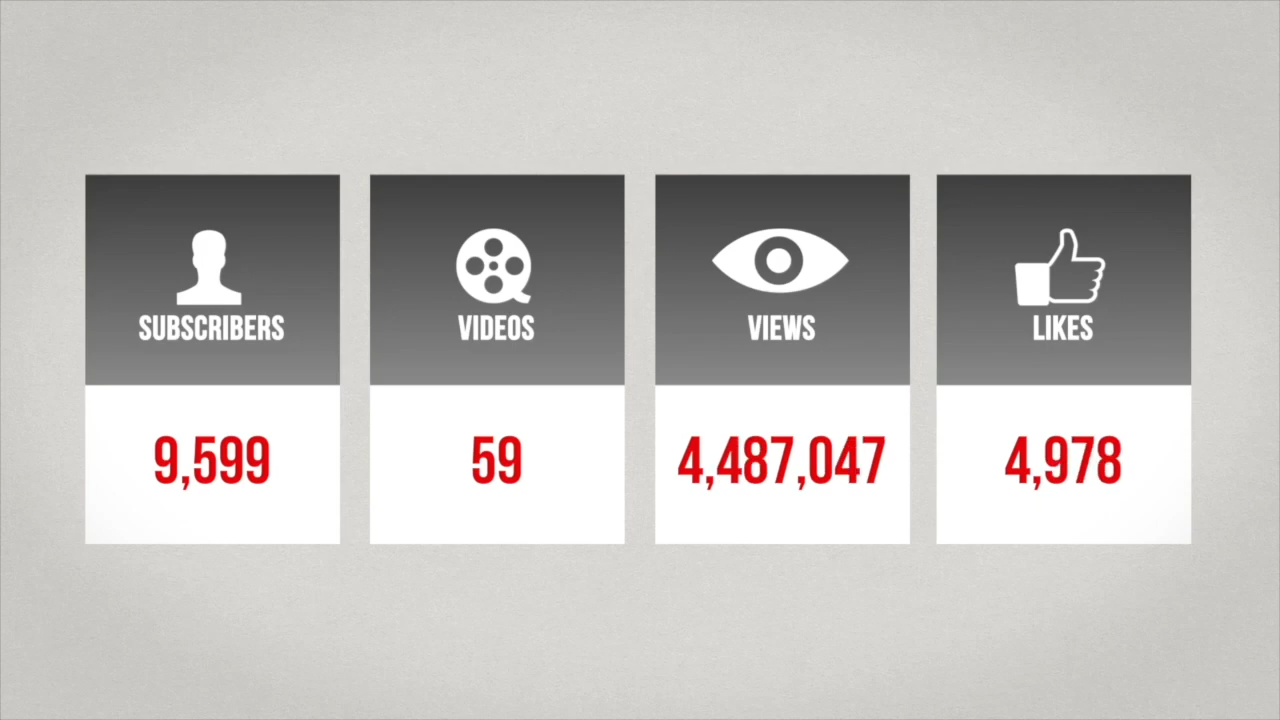 SUBSCRIBERS
9,599
VIDEOS
59
VIEWS
4,487,047
LIKES
4,978